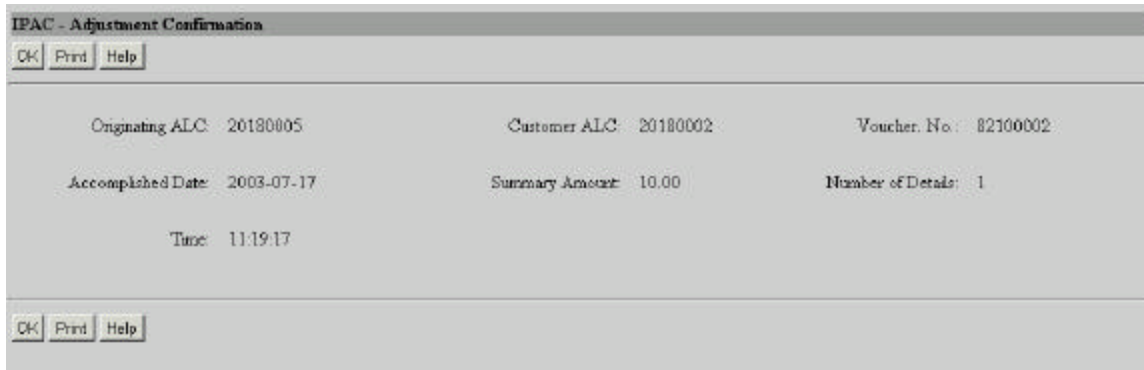 IPAC - Adjustment Confirmation
OK Print Help
Originating ALC: 20180005 Customer ALC: 20180002 Voucher. No.: 82100002
Accomplished Date: 2003-07-17 Summary Amount: 10.00 Number of Details: 1
Time: 11:19:17
OK Print Help